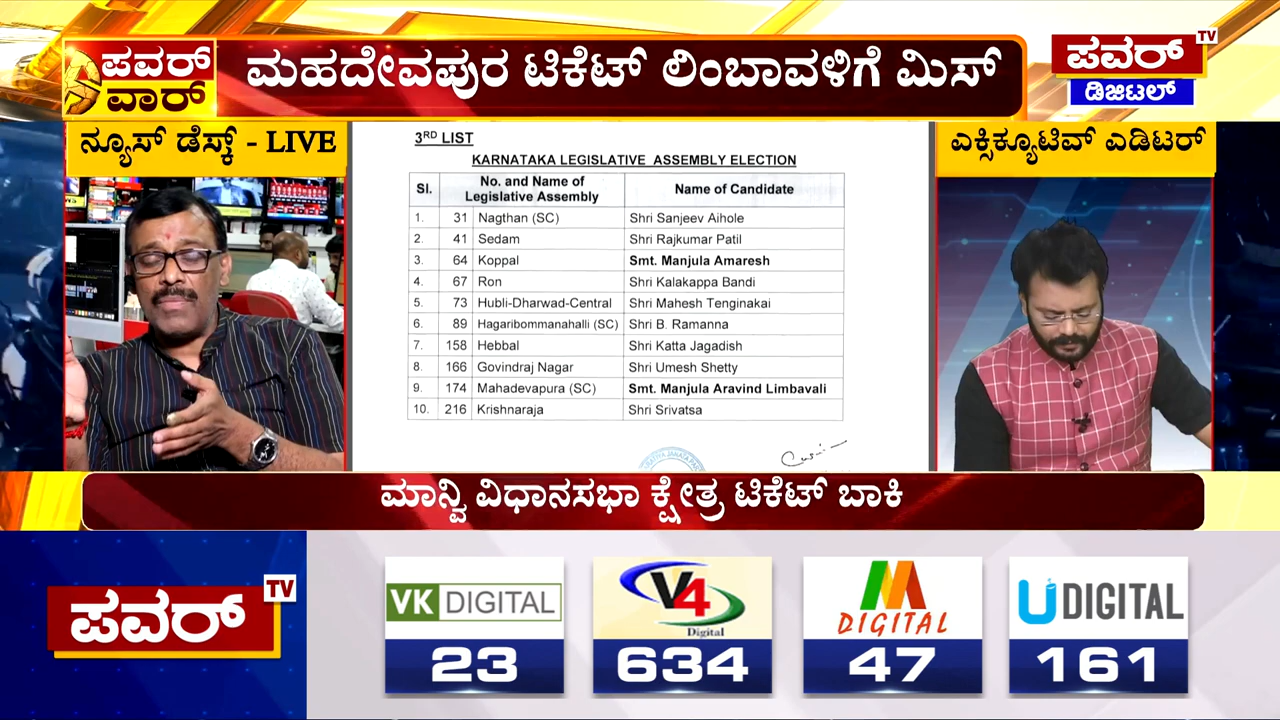 ಪವರ್ ವಾರ್
ಮಹದೇವಪುರ ಟಿಕೆಟ್ ಲಿಂಬಾವಳಿಗೆ ಮಿಸ್
ಪವರ್ TV
ಡಿಜಿಟಲ್
ನ್ಯೂಸ್ ಡೆಸ್ಕ್ - LIVE
ಎಕ್ಸಿಕ್ಯೂಟಿವ್ ಎಡಿಟರ್
3RD LIST
KARNATAKA LEGISLATIVE ASSEMBLY ELECTION
Sl. No. and Name of Legislative Assembly Name of Candidate
1. 31 Nagthan (SC) Shri Sanjeev Aihole
2. 41 Sedam Shri Rajkumar Patil
3. 64 Koppal Smt. Manjula Amaresh
4. 67 Ron Shri Kalakappa Bandi
5. 73 Hubli-Dharwad-Central Shri Mahesh Tenginakai
6. 89 Hagaribommanahalli (SC) Shri B. Ramanna
7. 158 Hebbal Shri Katta Jagadish
8. 166 Govindraj Nagar Shri Umesh Shetty
9. 174 Mahadevapura (SC) Smt. Manjula Aravind Limbavali
10. 216 Krishnaraja Shri Srivatsa
ಮಾನ್ವಿ ವಿಧಾನಸಭಾ ಕ್ಷೇತ್ರ ಟಿಕೆಟ್ ಬಾಕಿ
ಪವರ್ TV
VK DIGITAL
23
V4 Digital
634
M DIGITAL
47
U DIGITAL
161